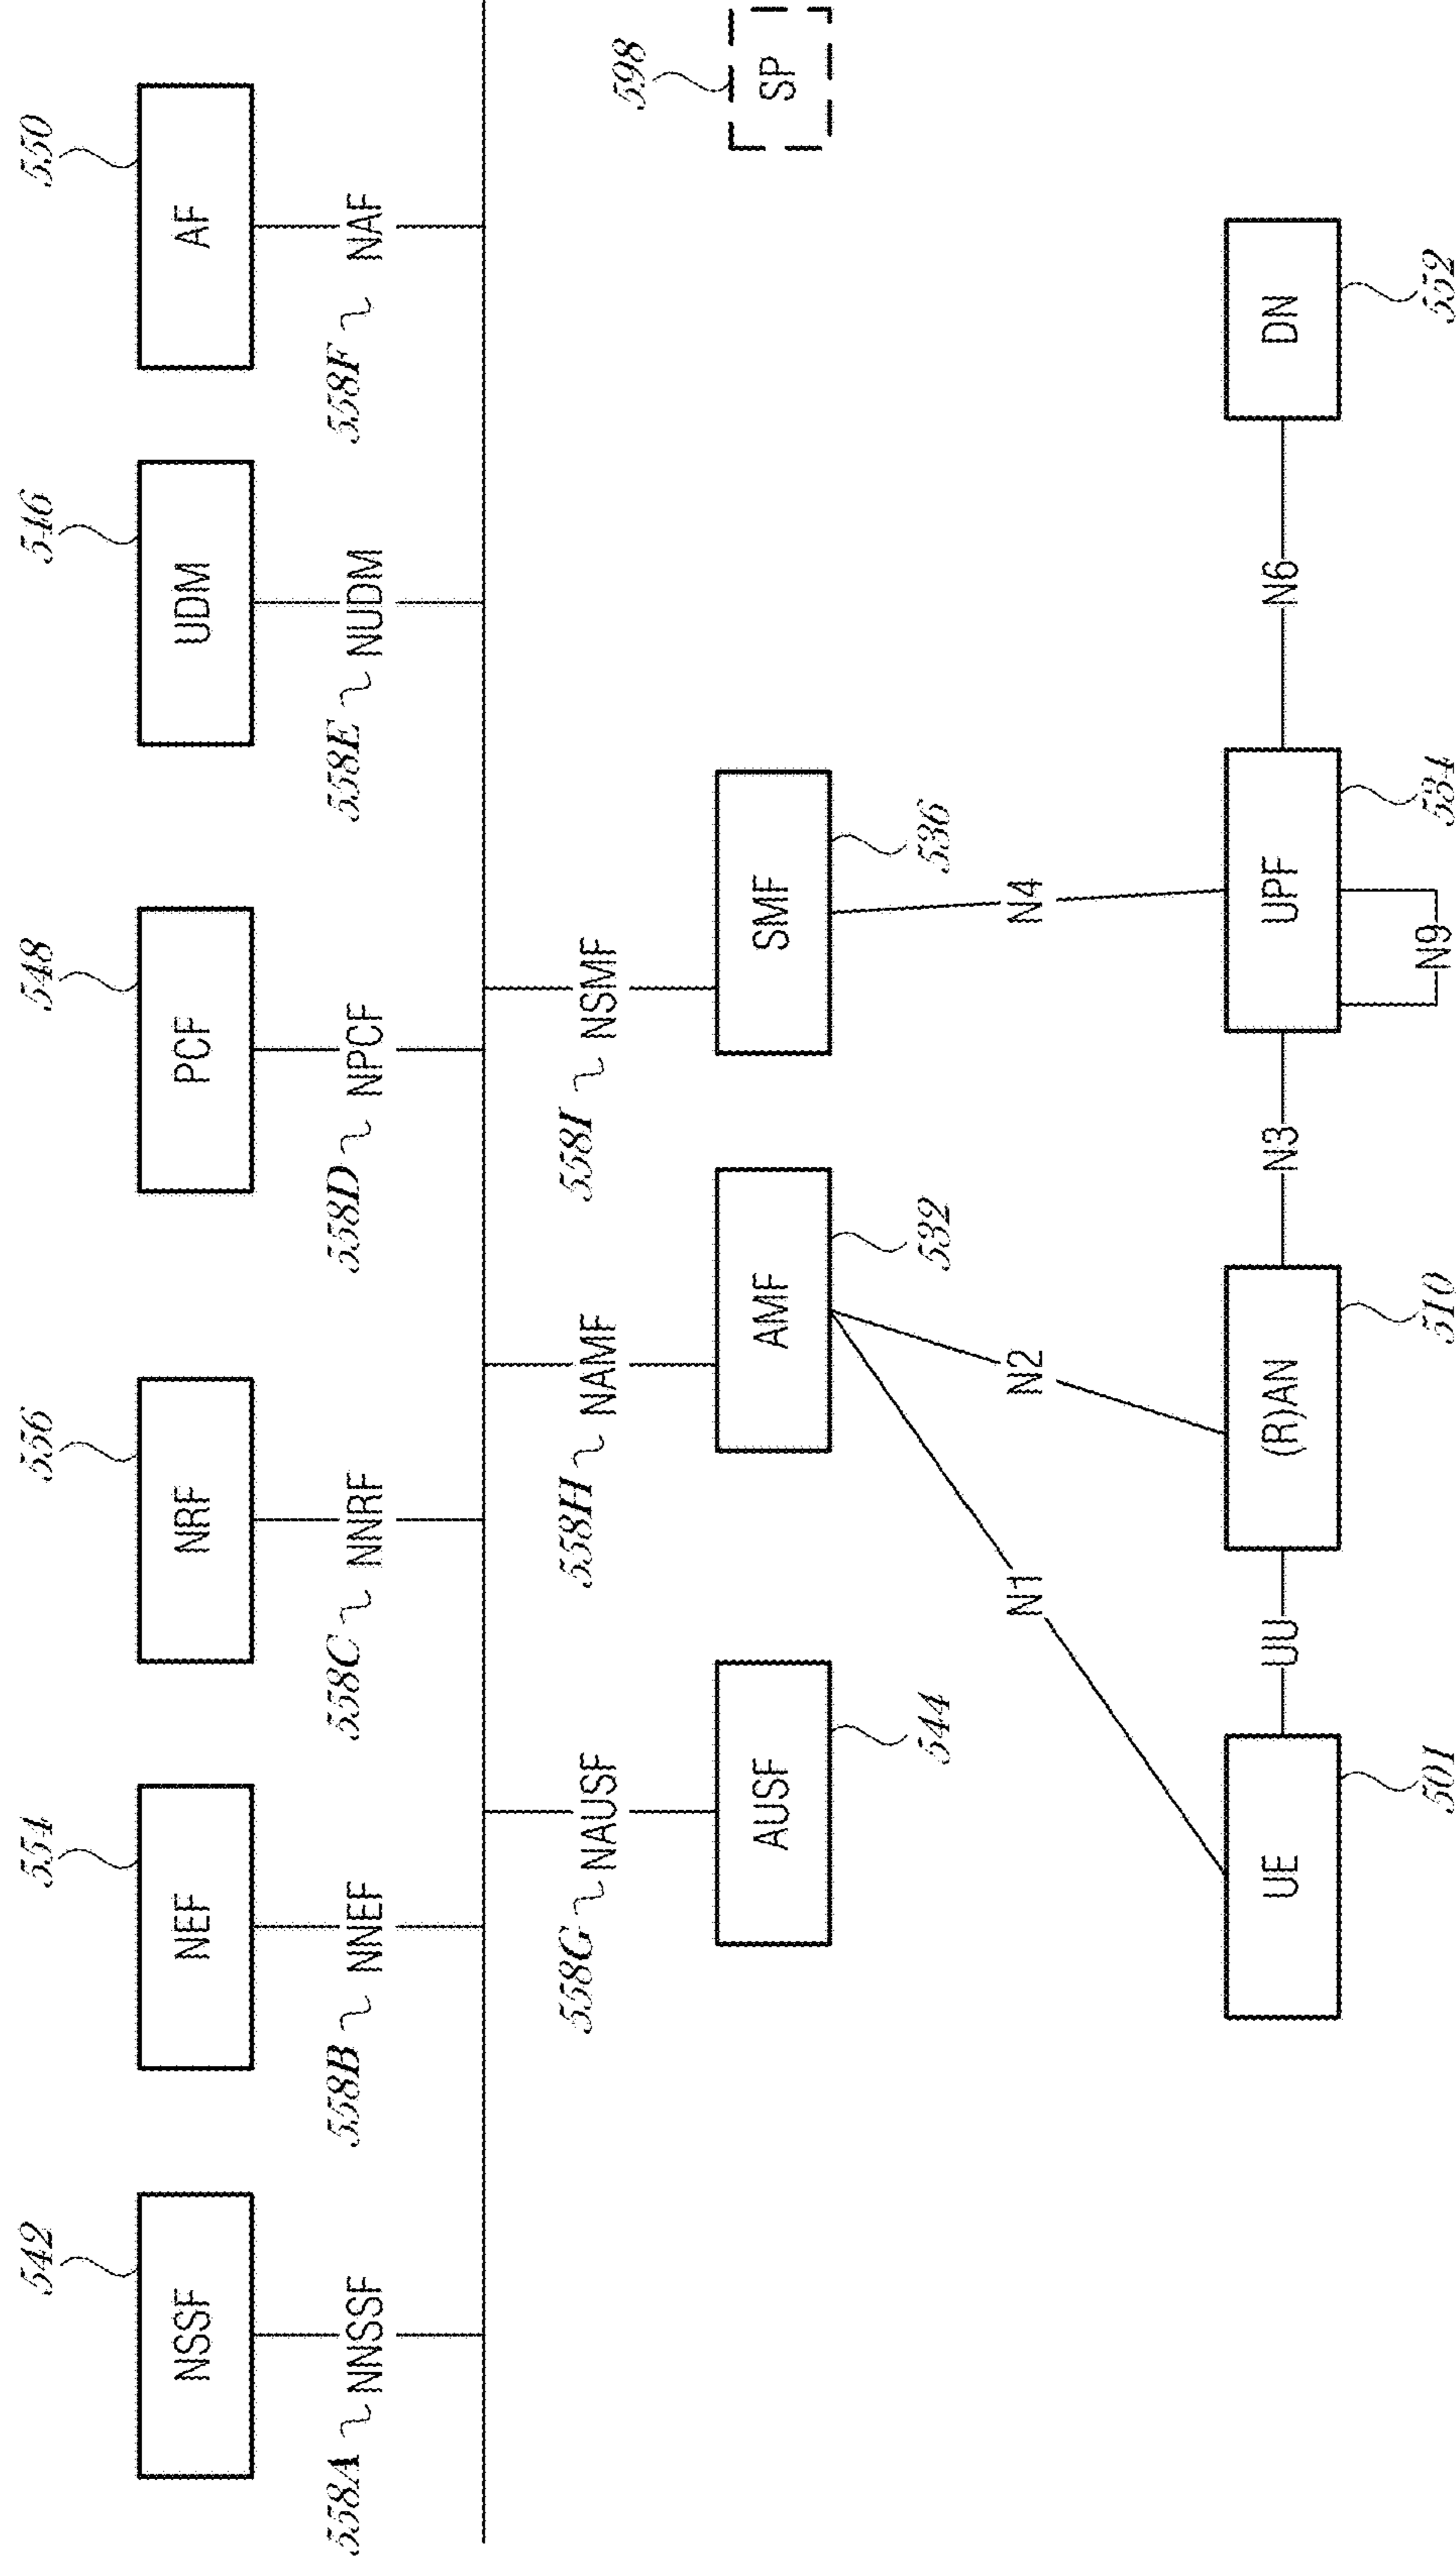 542
554
556
548
546
550
NSSF
NEF
NRF
PCF
UDM
AF
558A NNSSF
558B NNEF
558C NNRF
558D NPCF
558E NUDM
558F NAF
558G NAUSF
558H NAMF
558I NSMF
598
AUSF
AMF
SMF
SP
544
532
536
N1
N2
N4
UE
UU
(R)AN
N3
UPF
N6
DN
501
510
N9
534
552